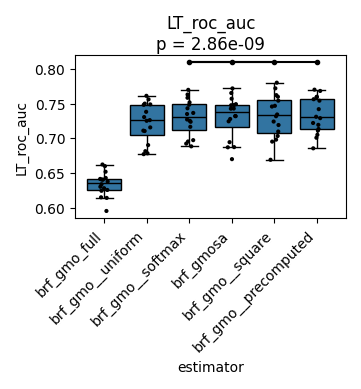 LT_roc_auc
p = 2.86e-09
LT_roc_auc
0.80
0.75
0.70
0.65
0.60
brf_gmo_full
brf_gmo__uniform
brf_gmo__softmax
brf_gmosa
brf_gmo__square
brf_gmo__precomputed
estimator